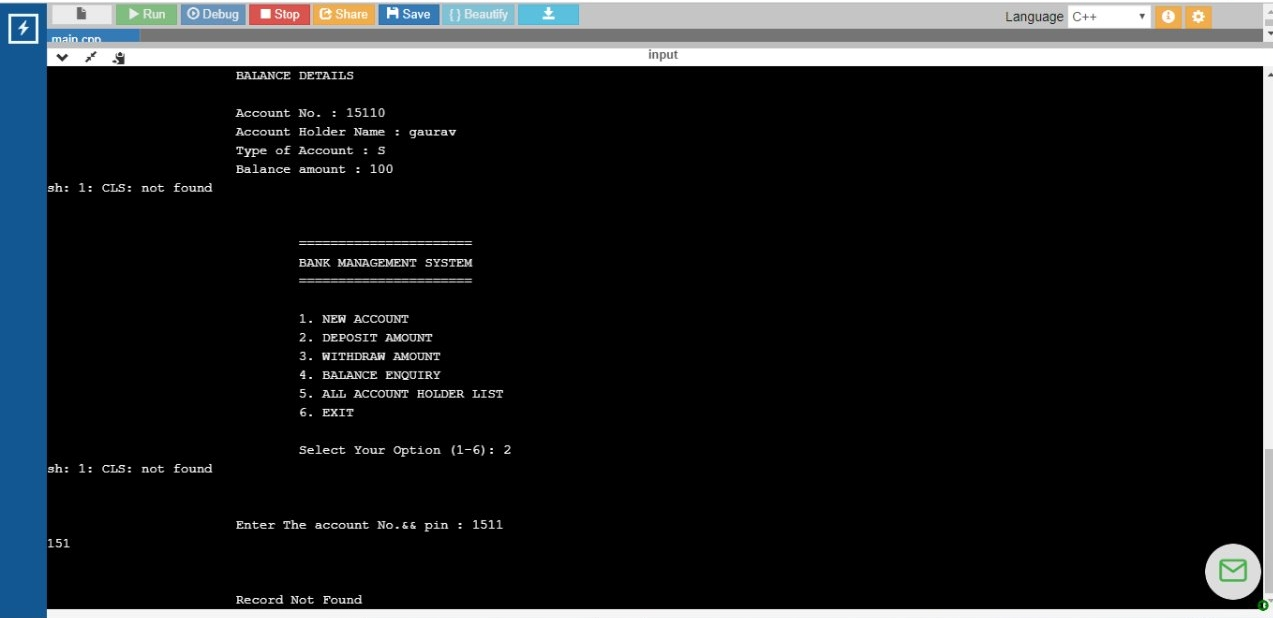 Run Debug Stop Share Save { } Beautify Language C++
main.cpp
input
BALANCE DETAILS
Account No. : 15110
Account Holder Name : gaurav
Type of Account : S
Balance amount : 100
sh: 1: CLS: not found
=======================
BANK MANAGEMENT SYSTEM
=======================
1. NEW ACCOUNT
2. DEPOSIT AMOUNT
3. WITHDRAW AMOUNT
4. BALANCE ENQUIRY
5. ALL ACCOUNT HOLDER LIST
6. EXIT
Select Your Option (1-6): 2
sh: 1: CLS: not found
Enter The account No.&& pin : 1511
151
Record Not Found